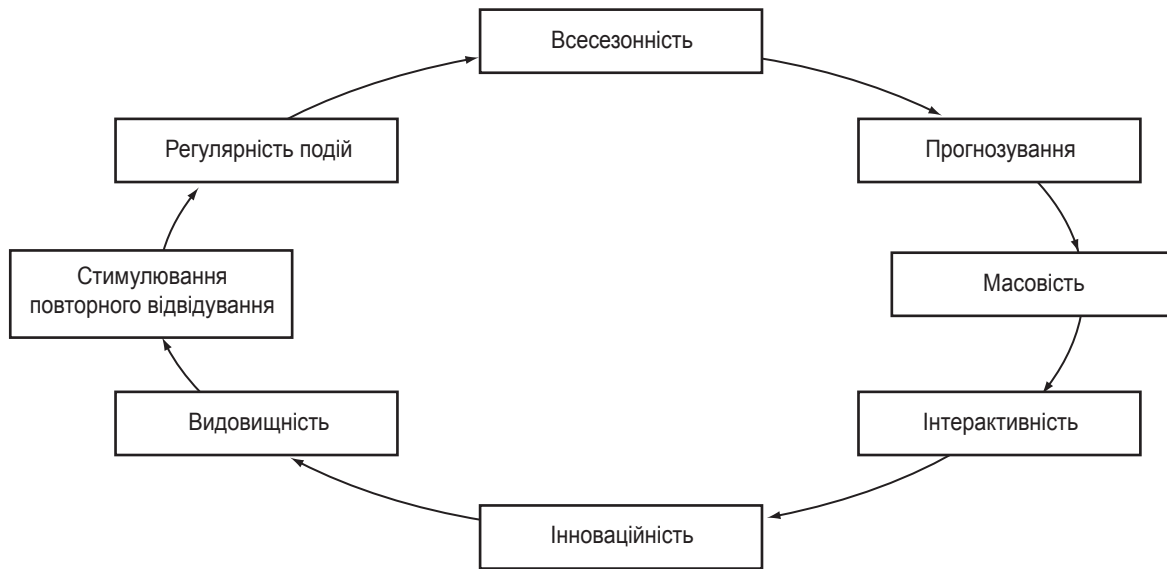 Всесезонність
Прогнозування
Масовість
Інтерактивність
Інноваційність
Видовищність
Стимулювання
повторного відвідування
Регулярність подій